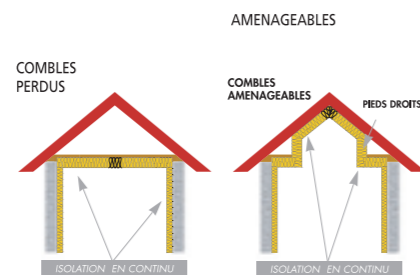 AMENAGEABLES
COMBLES
PERDUS
COMBLES
AMENAGEABLES
PIEDS DROITS
ISOLATION EN CONTINU
ISOLATION EN CONTINU